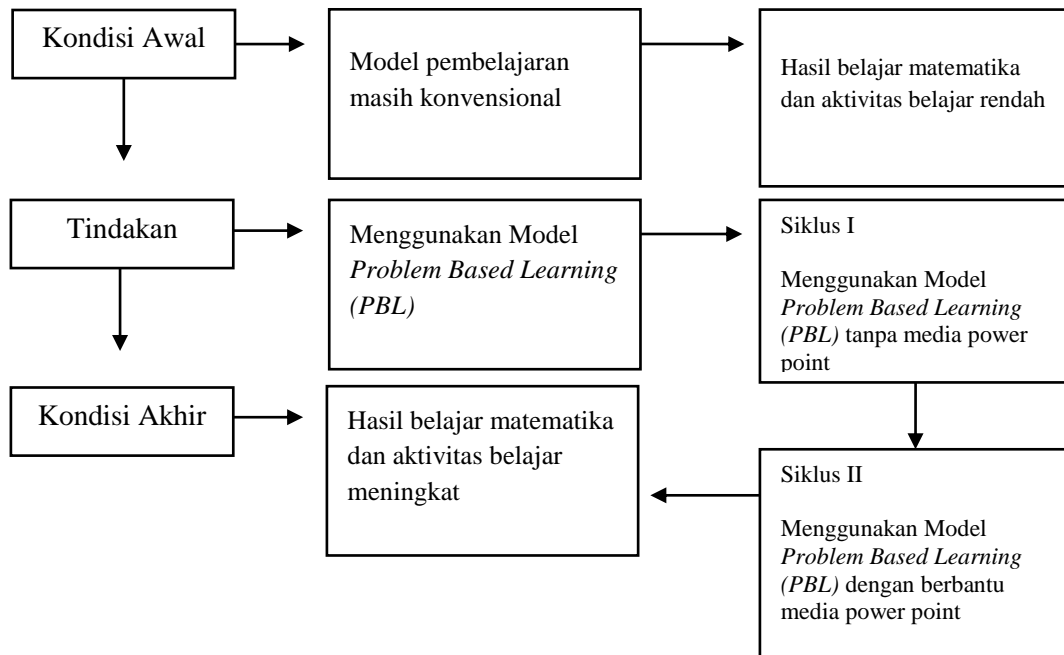 Kondisi Awal
Model pembelajaran
masih konvensional
Hasil belajar matematika
dan aktivitas belajar rendah
Tindakan
Menggunakan Model
Problem Based Learning
(PBL)
Siklus I
Menggunakan Model
Problem Based Learning
(PBL) tanpa media power
point
Kondisi Akhir
Hasil belajar matematika
dan aktivitas belajar
meningkat
Siklus II
Menggunakan Model
Problem Based Learning
(PBL) dengan berbantu
media power point